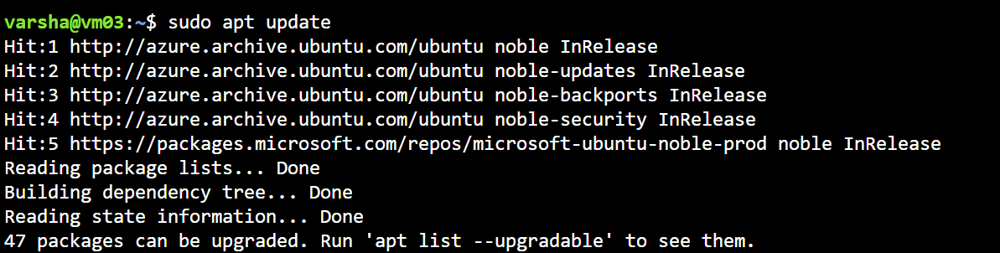 varsha@vm03:~$ sudo apt update
Hit:1 http://azure.archive.ubuntu.com/ubuntu noble InRelease
Hit:2 http://azure.archive.ubuntu.com/ubuntu noble-updates InRelease
Hit:3 http://azure.archive.ubuntu.com/ubuntu noble-backports InRelease
Hit:4 http://azure.archive.ubuntu.com/ubuntu noble-security InRelease
Hit:5 https://packages.microsoft.com/repos/microsoft-ubuntu-noble-prod noble InRelease
Reading package lists... Done
Building dependency tree... Done
Reading state information... Done
47 packages can be upgraded. Run 'apt list --upgradable' to see them.